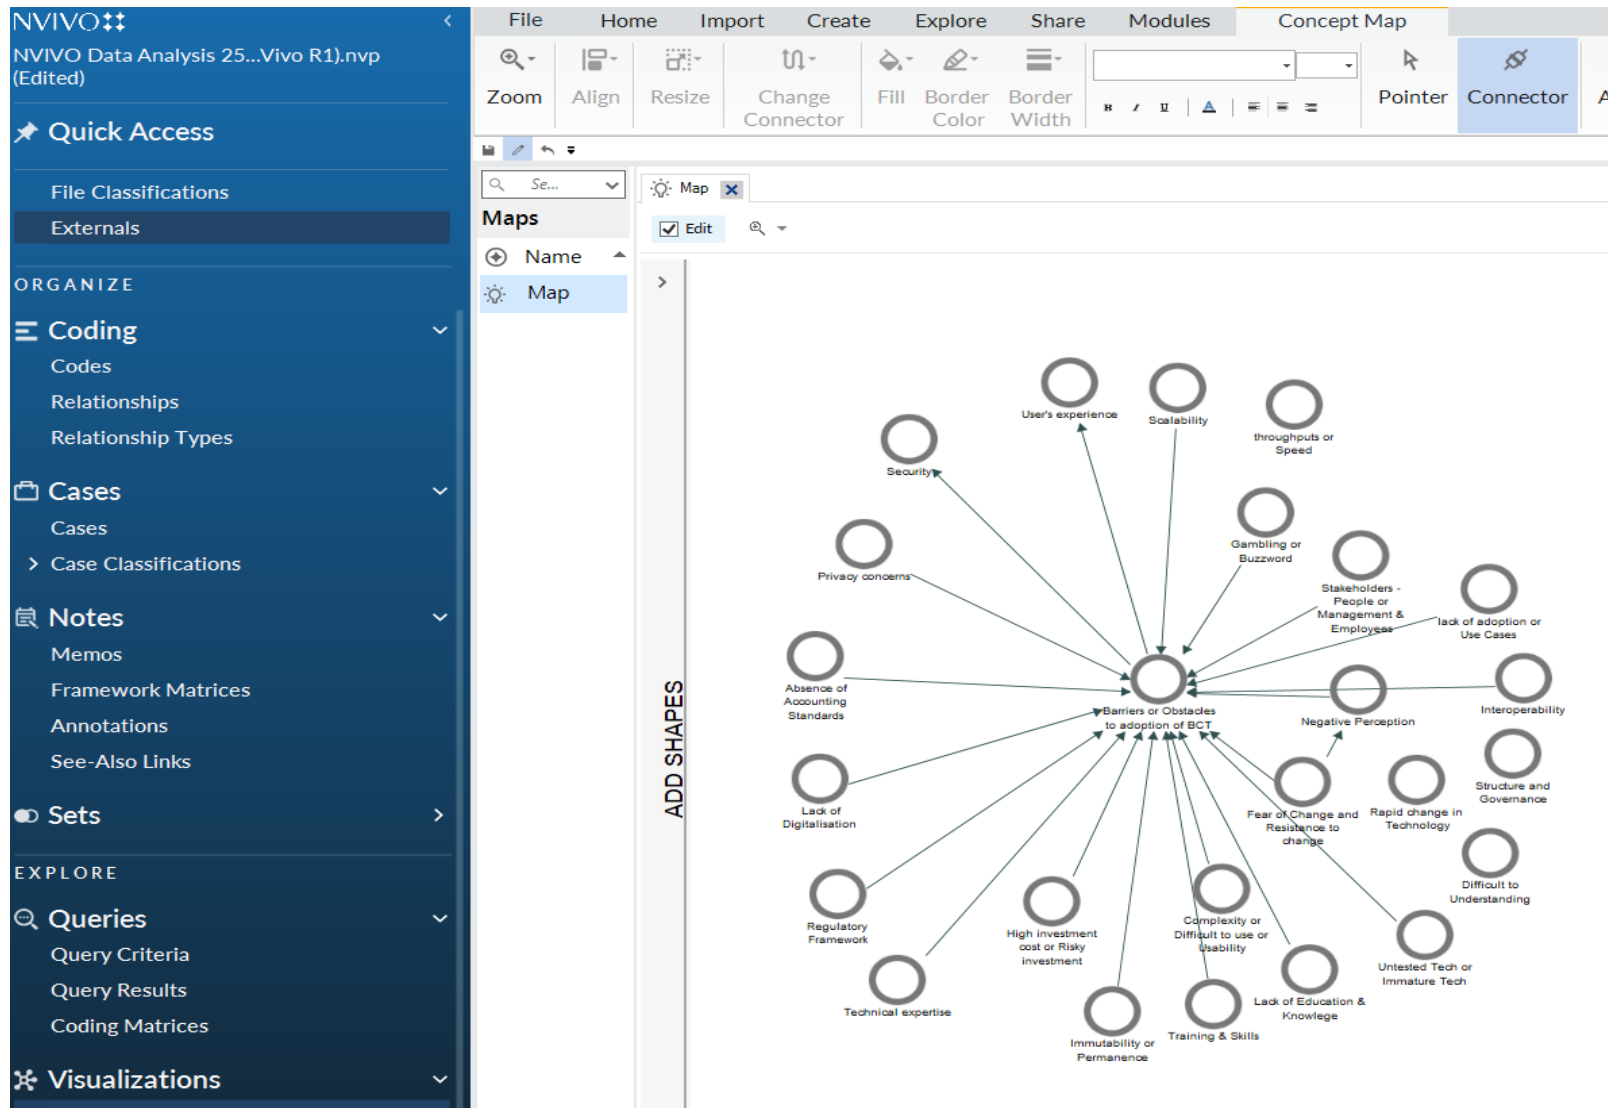 NVIVO
NVIVO Data Analysis 25...Vivo R1).nvp
(Edited)
Quick Access
File Classifications
Externals
ORGANIZE
Coding
Codes
Relationships
Relationship Types
Cases
Cases
Case Classifications
Notes
Memos
Framework Matrices
Annotations
See-Also Links
Sets
EXPLORE
Queries
Query Criteria
Query Results
Coding Matrices
Visualizations
File Home Import Create Explore Share Modules Concept Map
Zoom Align Resize Change Connector Fill Border Color Border Width
B I U A
Pointer Connector A
Se...
Maps
Name
Map
Map
Edit
ADD SHAPES
User's experience
Scalability
throughputs or
Speed
Security
Gambling or
Buzzword
Privacy concerns
Stakeholders -
People or
Management &
Employees
lack of adoption or
Use Cases
Absence of
Accounting
Standards
Barriers or Obstacles
to adoption of BCT
Negative Perception
Interoperability
Lack of
Digitalisation
Fear of Change and
Resistance to
change
Rapid change in
Technology
Structure and
Governance
Difficult to
Understanding
Regulatory
Framework
High investment
cost or Risky
investment
Complexity or
Difficult to use or
Usability
Untested Tech or
Immature Tech
Technical expertise
Immutability or
Permanence
Training & Skills
Lack of Education &
Knowlege